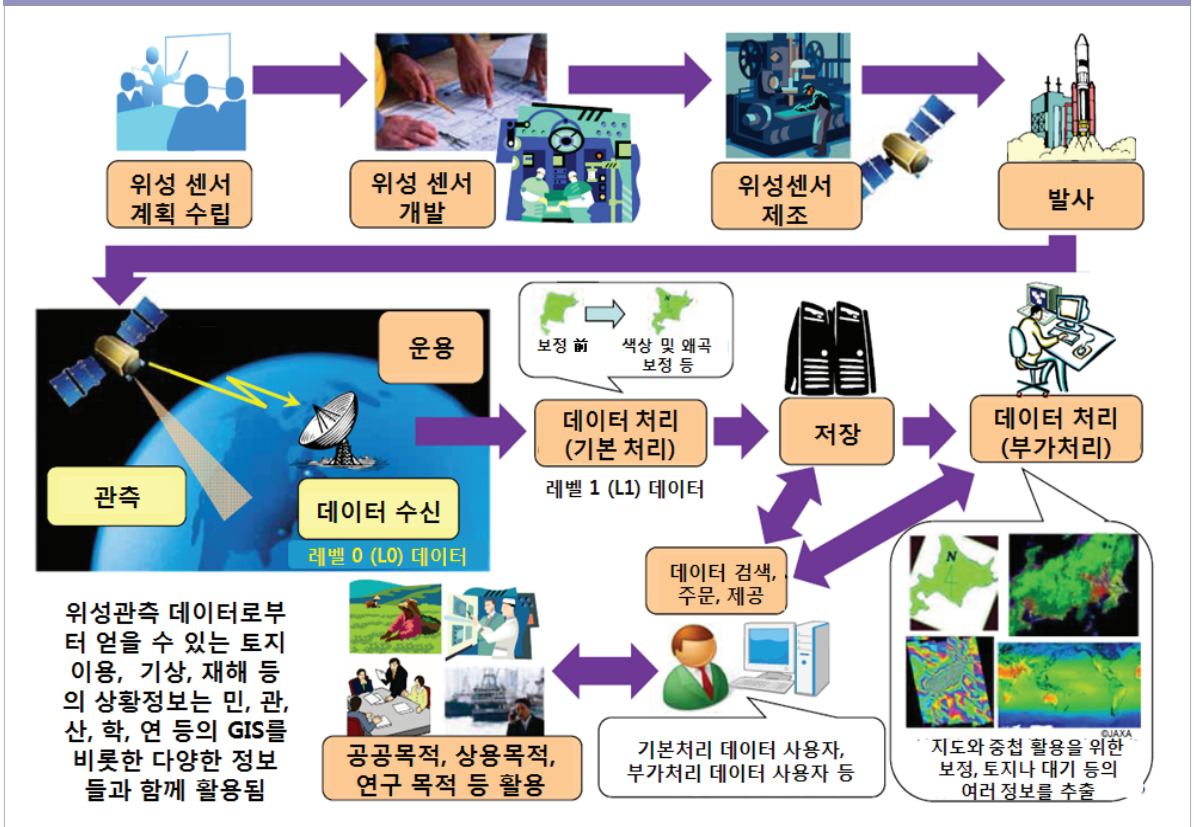 위성 센서
계획 수립
위성 센서
개발
위성센서
제조
발사
운용
관측
데이터 수신
레벨 0 (L0) 데이터
보정 前
색상 및 왜곡
보정 등
데이터 처리
(기본 처리)
레벨 1 (L1) 데이터
저장
데이터 처리
(부가처리)
데이터 검색,
주문, 제공
위성관측 데이터로부
터 얻을 수 있는 토지
이용, 기상, 재해 등
의 상황정보는 민, 관,
산, 학, 연 등의 GIS를
비롯한 다양한 정보
들과 함께 활용됨
공공목적, 상용목적,
연구 목적 등 활용
기본처리 데이터 사용자,
부가처리 데이터 사용자 등
N
©JAXA
지도와 중첩 활용을 위한
보정, 토지나 대기 등의
여러 정보를 추출